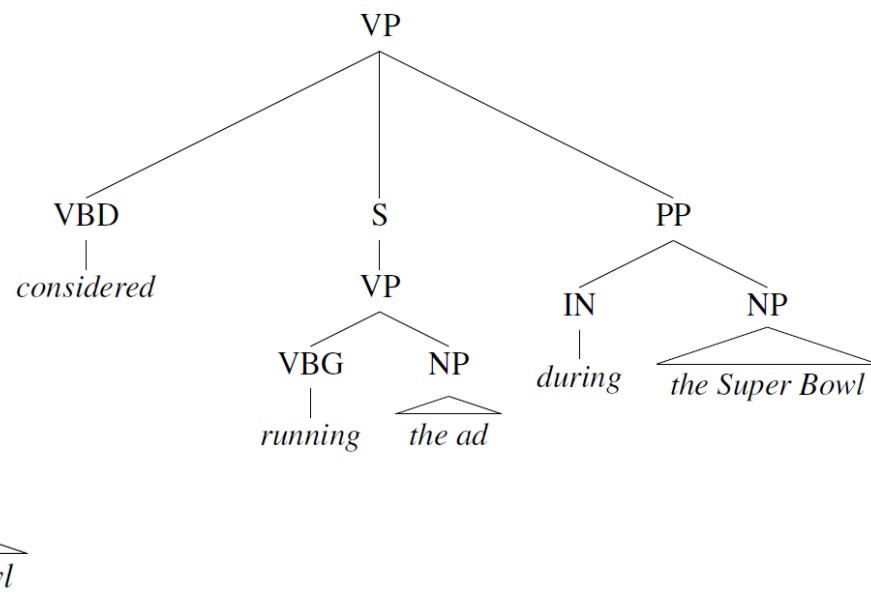 VP
VBD S PP
considered VP IN NP
VBG NP during the Super Bowl
running the ad